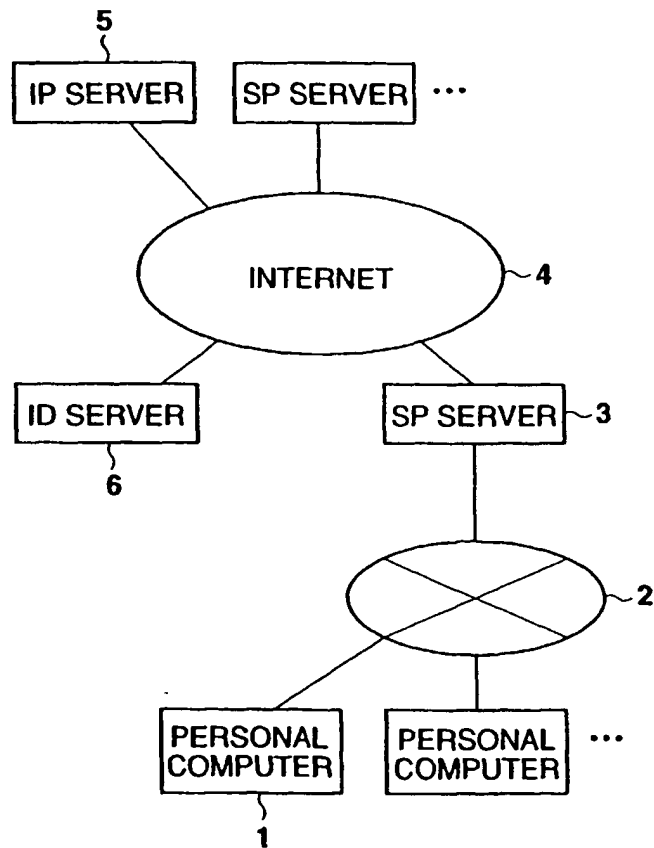 5
IP SERVER
SP SERVER ...
INTERNET
4
ID SERVER
SP SERVER
3
6
2
PERSONAL
COMPUTER
PERSONAL
COMPUTER
...
1